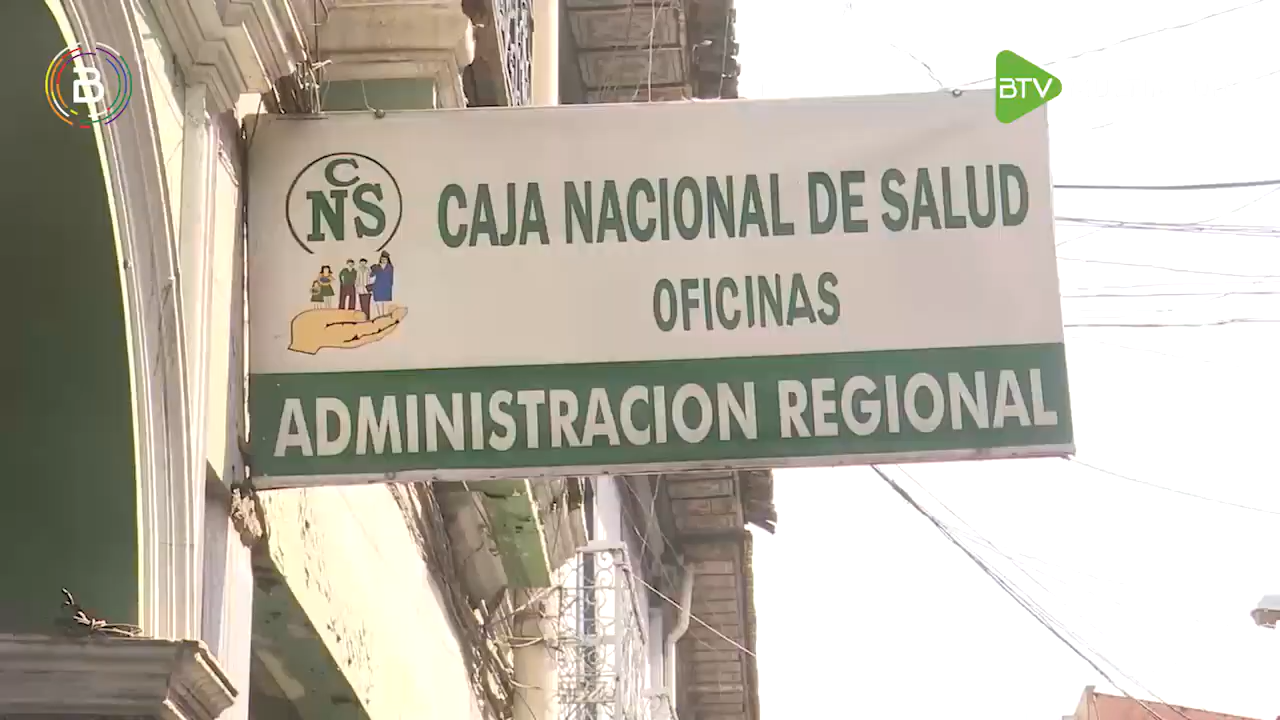 B
BTV
CNS
CAJA NACIONAL DE SALUD
OFICINAS
ADMINISTRACION REGIONAL